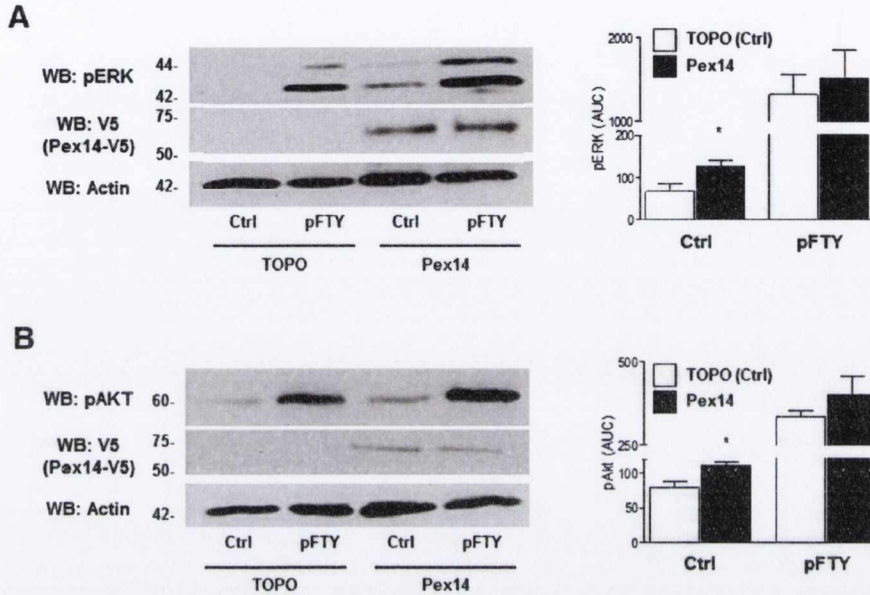 A
WB: pERK
44-
42-
WB: V5
(Pex14-V5)
75-
50-
WB: Actin
42-
Ctrl pFTY Ctrl pFTY
TOPO Pex14
pERK (AUC)
2000
1000
200
100
0
TOPO (Ctrl)
Pex14
*
Ctrl pFTY
B
WB: pAKT
60-
WB: V5
(Pex14-V5)
75-
50-
WB: Actin
42-
Ctrl pFTY Ctrl pFTY
TOPO Pex14
pAkt (AUC)
500
250
100
50
0
TOPO (Ctrl)
Pex14
*
Ctrl pFTY